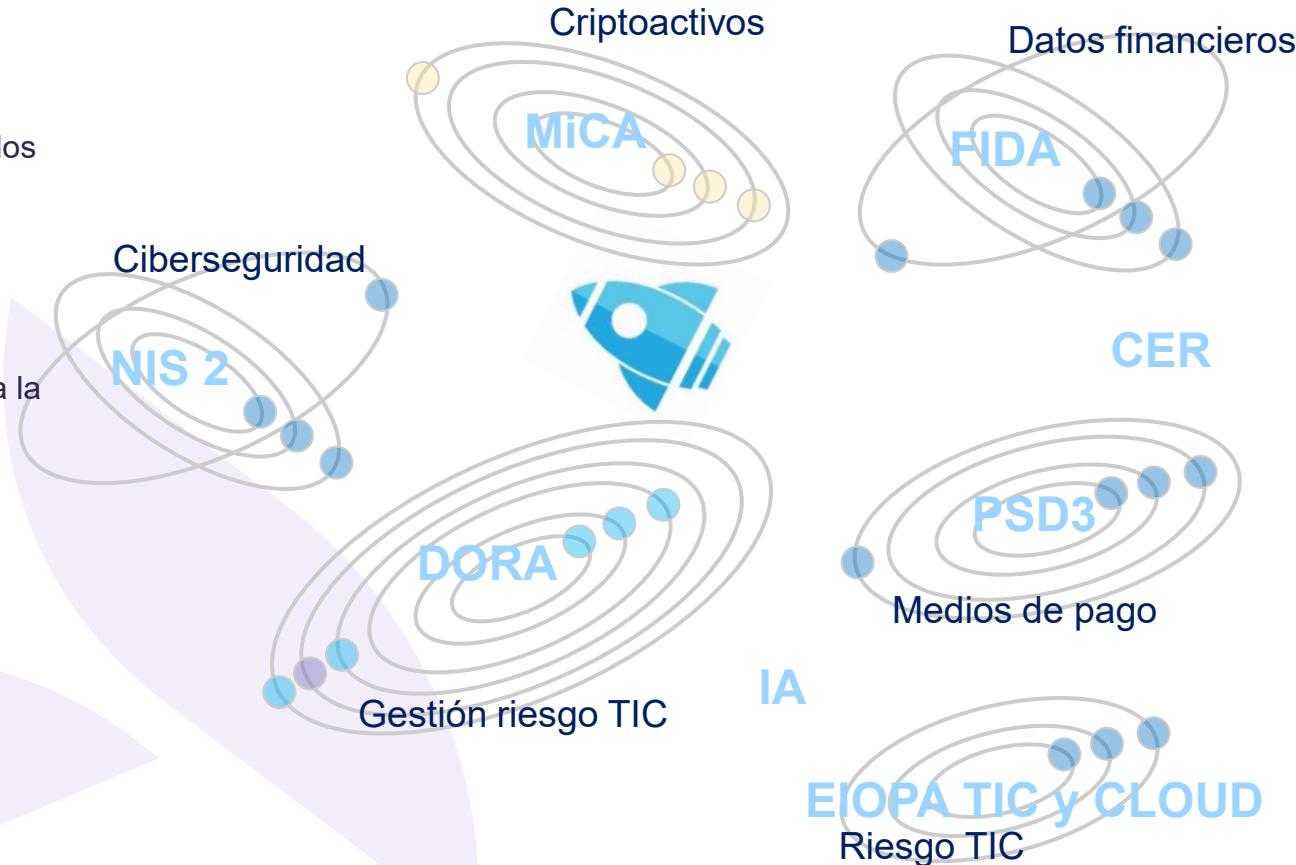 Criptoactivos
Datos financieros
MiCA
los
FIDA
Ciberseguridad
CER
NIS 2
a la
PSD3
DORA
Medios de pago
IA
Gestión riesgo TIC
EIOPA TIC y CLOUD
Riesgo TIC